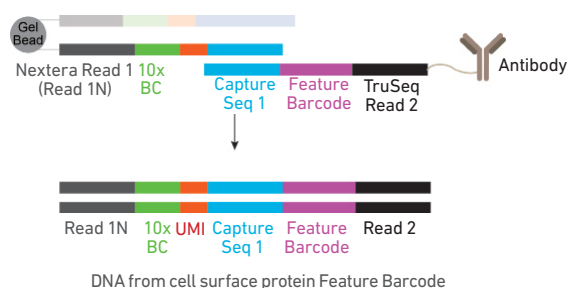 Gel
Bead
Nextera Read 1
(Read 1N)
10x
BC
Capture
Seq 1
Feature
Barcode
TruSeq
Read 2
Antibody
Read 1N
10x
BC
UMI
Capture
Seq 1
Feature
Barcode
Read 2
DNA from cell surface protein Feature Barcode